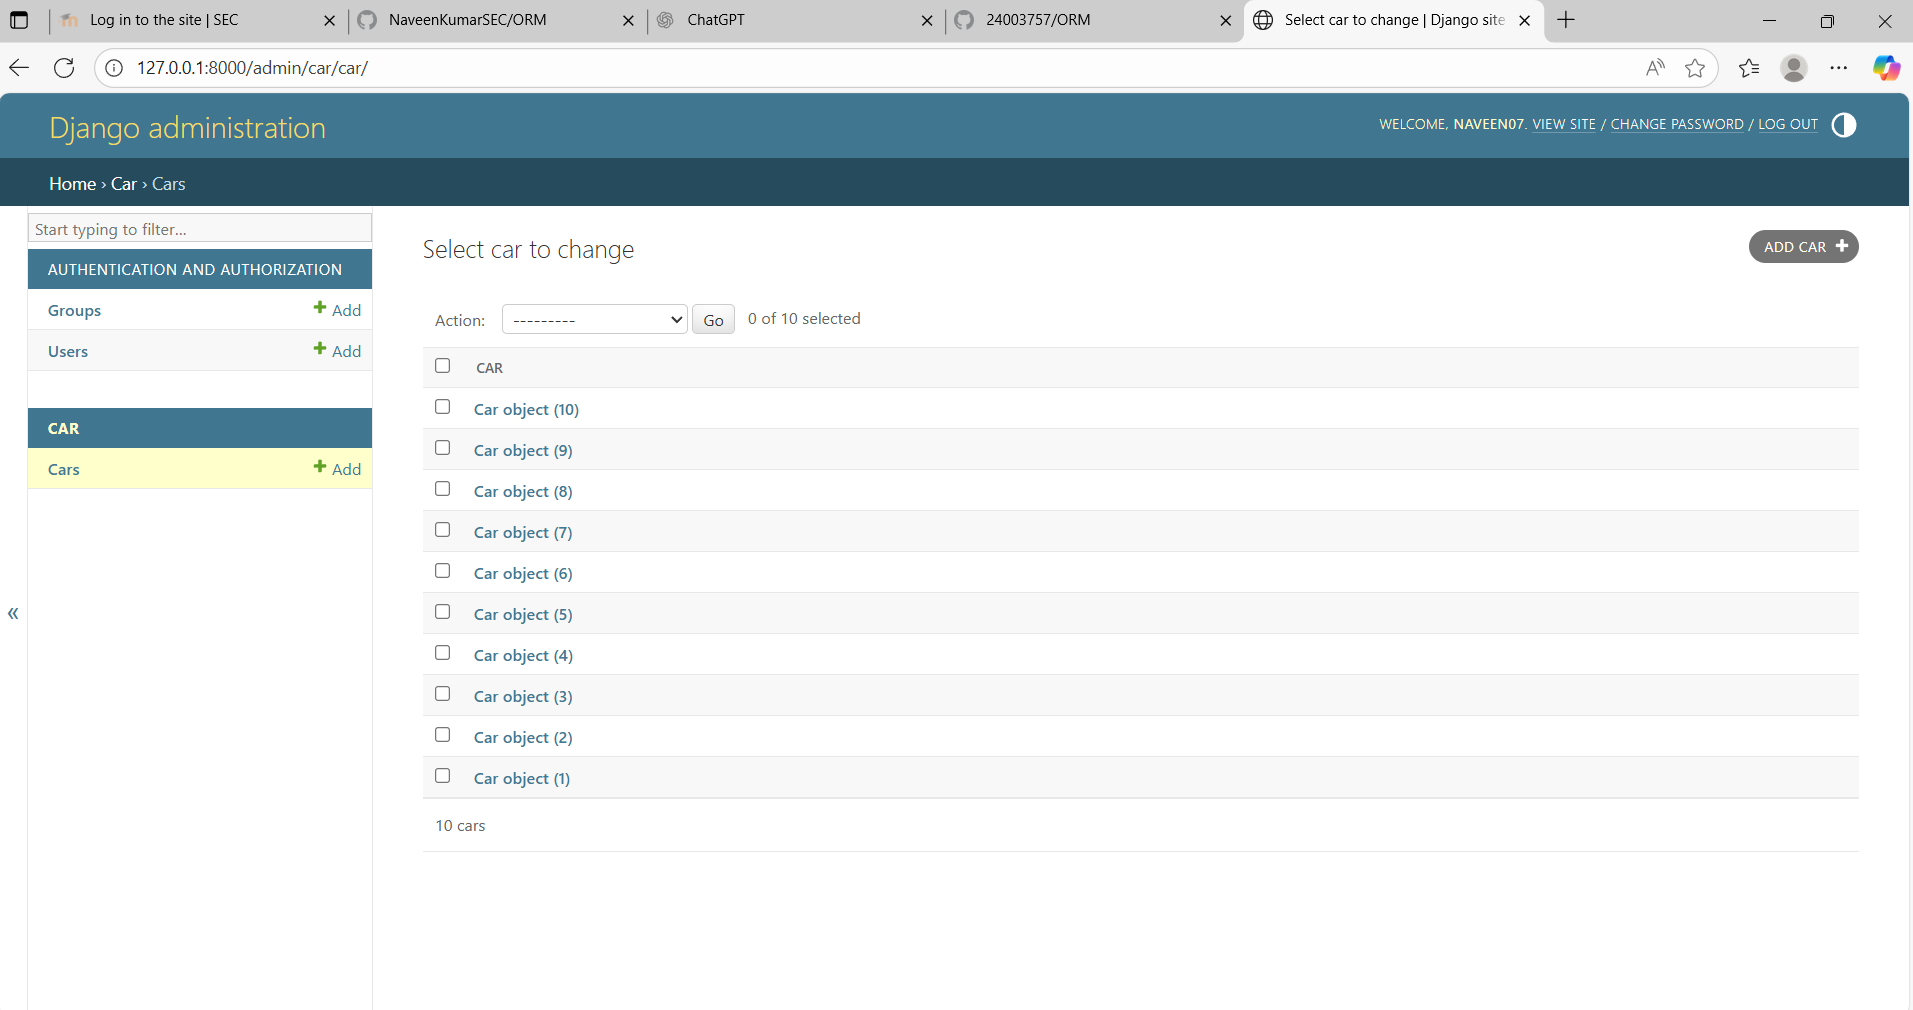 Log in to the site | SEC
NaveenKumarSEC/ORM
ChatGPT
24003757/ORM
Select car to change | Django site
127.0.0.1:8000/admin/car/car/
Django administration
WELCOME, NAVEEN07. VIEW SITE / CHANGE PASSWORD / LOG OUT
Home › Car › Cars
Start typing to filter...
AUTHENTICATION AND AUTHORIZATION
Groups + Add
Users + Add
CAR
Cars + Add
«
Select car to change
ADD CAR +
Action: --------- Go 0 of 10 selected
CAR
Car object (10)
Car object (9)
Car object (8)
Car object (7)
Car object (6)
Car object (5)
Car object (4)
Car object (3)
Car object (2)
Car object (1)
10 cars